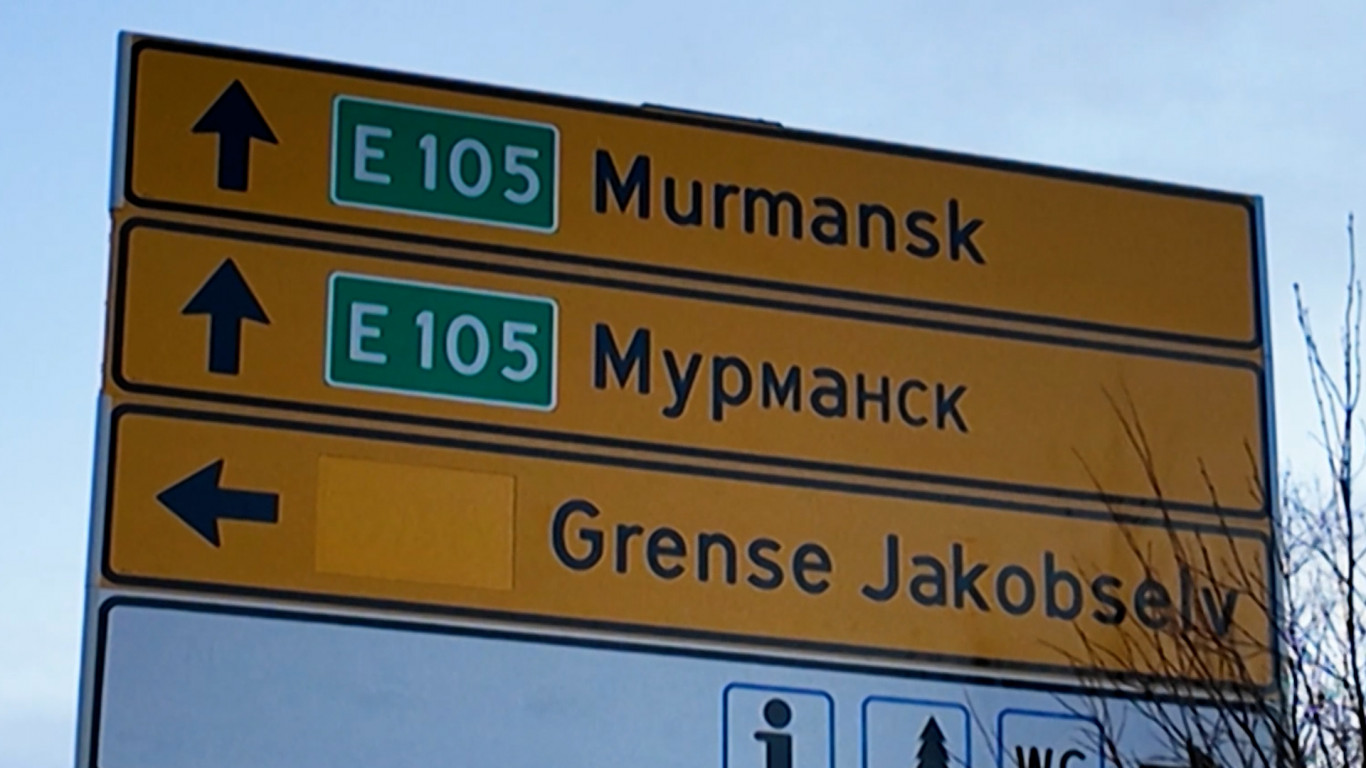 E 105 Murmansk
E 105 Мурманск
Grense Jakobselv
i WC